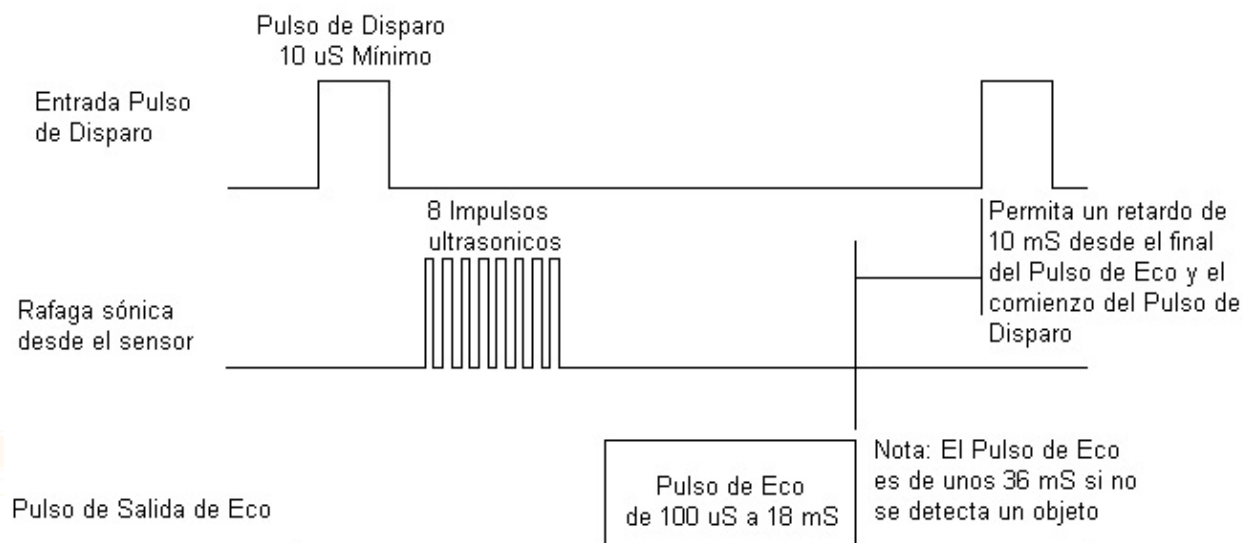 Pulso de Disparo
10 uS Mínimo
Entrada Pulso
de Disparo
8 Impulsos
ultrasonicos
Permita un retardo de
10 mS desde el final
del Pulso de Eco y el
comienzo del Pulso de
Disparo
Rafaga sónica
desde el sensor
Pulso de Salida de Eco
Pulso de Eco
de 100 uS a 18 mS
Nota: El Pulso de Eco
es de unos 36 mS si no
se detecta un objeto